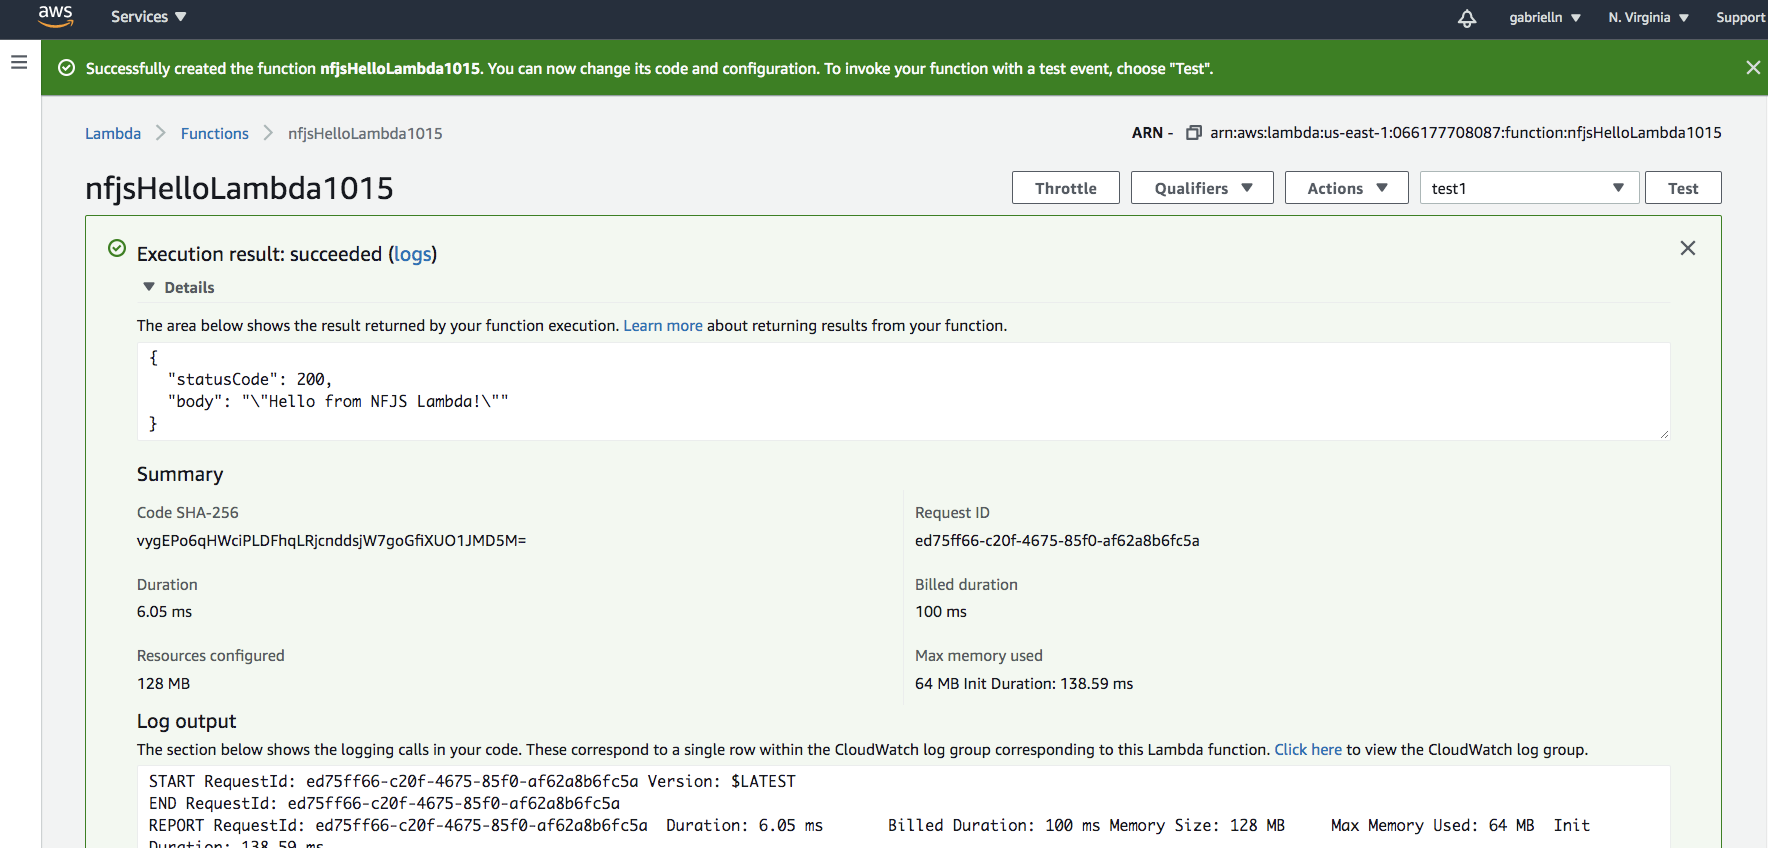 aws Services gabrielln N. Virginia Support
Successfully created the function nfjsHelloLambda1015. You can now change its code and configuration. To invoke your function with a test event, choose "Test".
Lambda Functions nfjsHelloLambda1015 ARN - arn:aws:lambda:us-east-1:066177708087:function:nfjsHelloLambda1015
nfjsHelloLambda1015 Throttle Qualifiers Actions test1 Test
Execution result: succeeded (logs)
Details
The area below shows the result returned by your function execution. Learn more about returning results from your function.
{
"statusCode": 200,
"body": "\"Hello from NFJS Lambda!\""
}
Summary
Code SHA-256 Request ID
vygEPo6qHWciPLDFhqLRjcnddsjW7goGfiXUO1JMD5M= ed75ff66-c20f-4675-85f0-af62a8b6fc5a
Duration Billed duration
6.05 ms 100 ms
Resources configured Max memory used
128 MB 64 MB Init Duration: 138.59 ms
Log output
The section below shows the logging calls in your code. These correspond to a single row within the CloudWatch log group corresponding to this Lambda function. Click here to view the CloudWatch log group.
START RequestId: ed75ff66-c20f-4675-85f0-af62a8b6fc5a Version: $LATEST
END RequestId: ed75ff66-c20f-4675-85f0-af62a8b6fc5a
REPORT RequestId: ed75ff66-c20f-4675-85f0-af62a8b6fc5a Duration: 6.05 ms Billed Duration: 100 ms Memory Size: 128 MB Max Memory Used: 64 MB Init
Duration: 138.59 ms